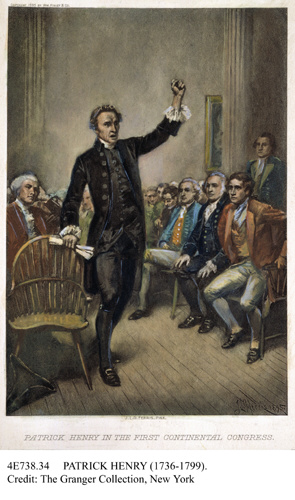 PATRICK HENRY IN THE FIRST CONTINENTAL CONGRESS.
4E738.34 PATRICK HENRY (1736-1799).
Credit: The Granger Collection, New York